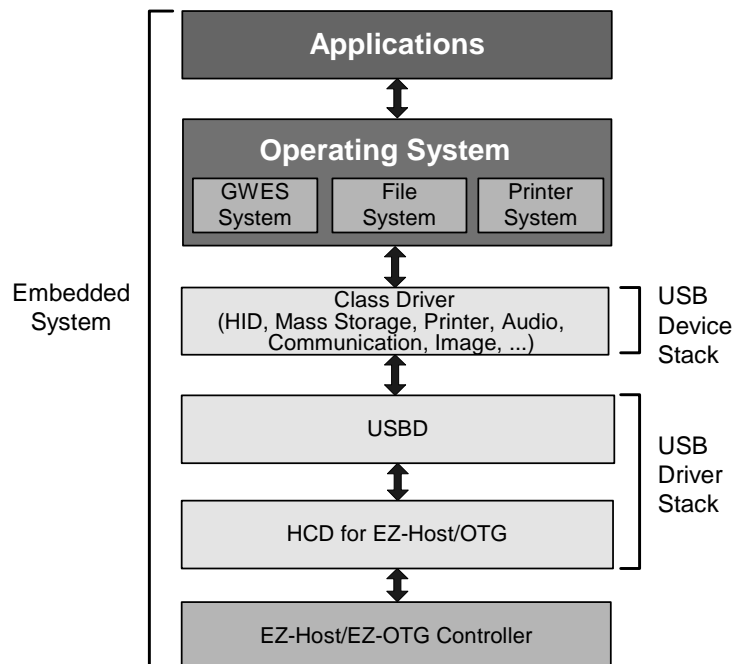 Applications
Operating System
GWES
System
File
System
Printer
System
Embedded
System
Class Driver
(HID, Mass Storage, Printer, Audio,
Communication, Image, ...)
USB
Device
Stack
USBD
USB
Driver
Stack
HCD for EZ-Host/OTG
EZ-Host/EZ-OTG Controller